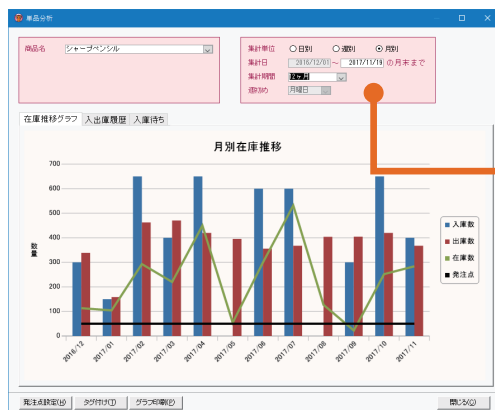 単品分析
商品名 シャープペンシル
集計単位 日別 週別 月別
集計日 2016/12/01 ～ 2017/11/19 の月末まで
集計期間 12ヶ月
週初め 月曜日
在庫推移グラフ 入出庫履歴 入庫待ち
月別在庫推移
数量
700
600
500
400
300
200
100
0
2016/12 2017/01 2017/02 2017/03 2017/04 2017/05 2017/06 2017/07 2017/08 2017/09 2017/10 2017/11
入庫数
出庫数
在庫数
発注点
発注点設定(H) タグ付け(T) グラフ印刷(P) 閉じる(C)